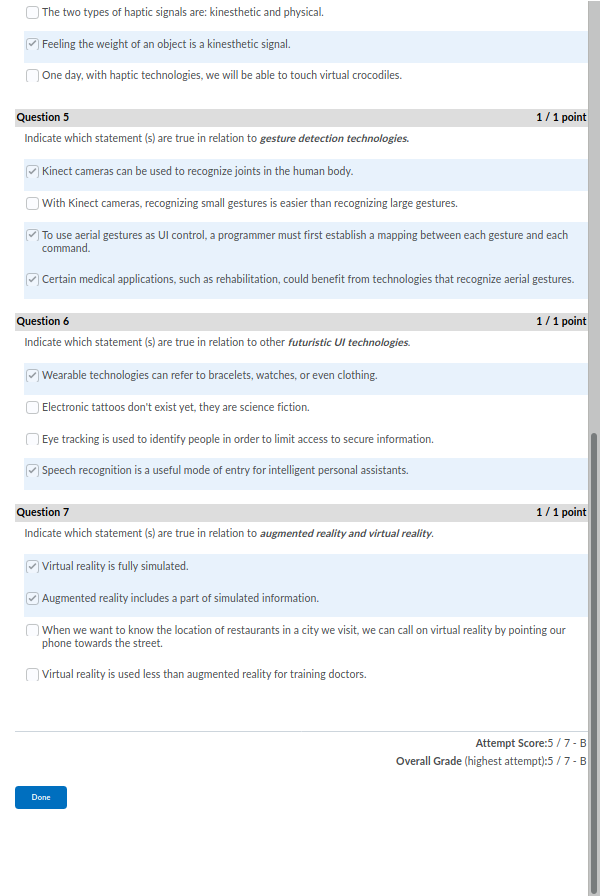 The two types of haptic signals are: kinesthetic and physical.
Feeling the weight of an object is a kinesthetic signal.
One day, with haptic technologies, we will be able to touch virtual crocodiles.
Question 5 1 / 1 point
Indicate which statement (s) are true in relation to gesture detection technologies.
Kinect cameras can be used to recognize joints in the human body.
With Kinect cameras, recognizing small gestures is easier than recognizing large gestures.
To use aerial gestures as UI control, a programmer must first establish a mapping between each gesture and each
command.
Certain medical applications, such as rehabilitation, could benefit from technologies that recognize aerial gestures.
Question 6 1 / 1 point
Indicate which statement (s) are true in relation to other futuristic UI technologies.
Wearable technologies can refer to bracelets, watches, or even clothing.
Electronic tattoos don't exist yet, they are science fiction.
Eye tracking is used to identify people in order to limit access to secure information.
Speech recognition is a useful mode of entry for intelligent personal assistants.
Question 7 1 / 1 point
Indicate which statement (s) are true in relation to augmented reality and virtual reality.
Virtual reality is fully simulated.
Augmented reality includes a part of simulated information.
When we want to know the location of restaurants in a city we visit, we can call on virtual reality by pointing our
phone towards the street.
Virtual reality is used less than augmented reality for training doctors.
Attempt Score:5 / 7 - B
Overall Grade (highest attempt):5 / 7 - B
Done